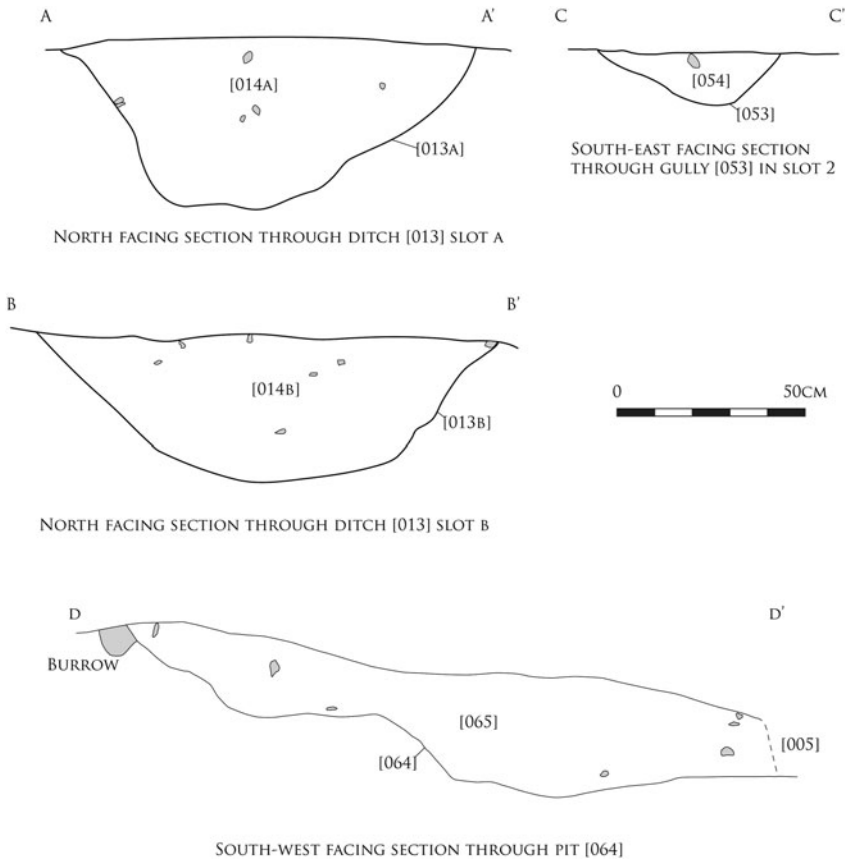 A A' C C'
[014A] [054]
[013A] [053]
South-east facing section
through gully [053] in slot 2
North facing section through ditch [013] slot A
B B'
0 50cm
[014B]
[013B]
North facing section through ditch [013] slot B
D D'
Burrow
[065] [005]
[064]
South-west facing section through pit [064]